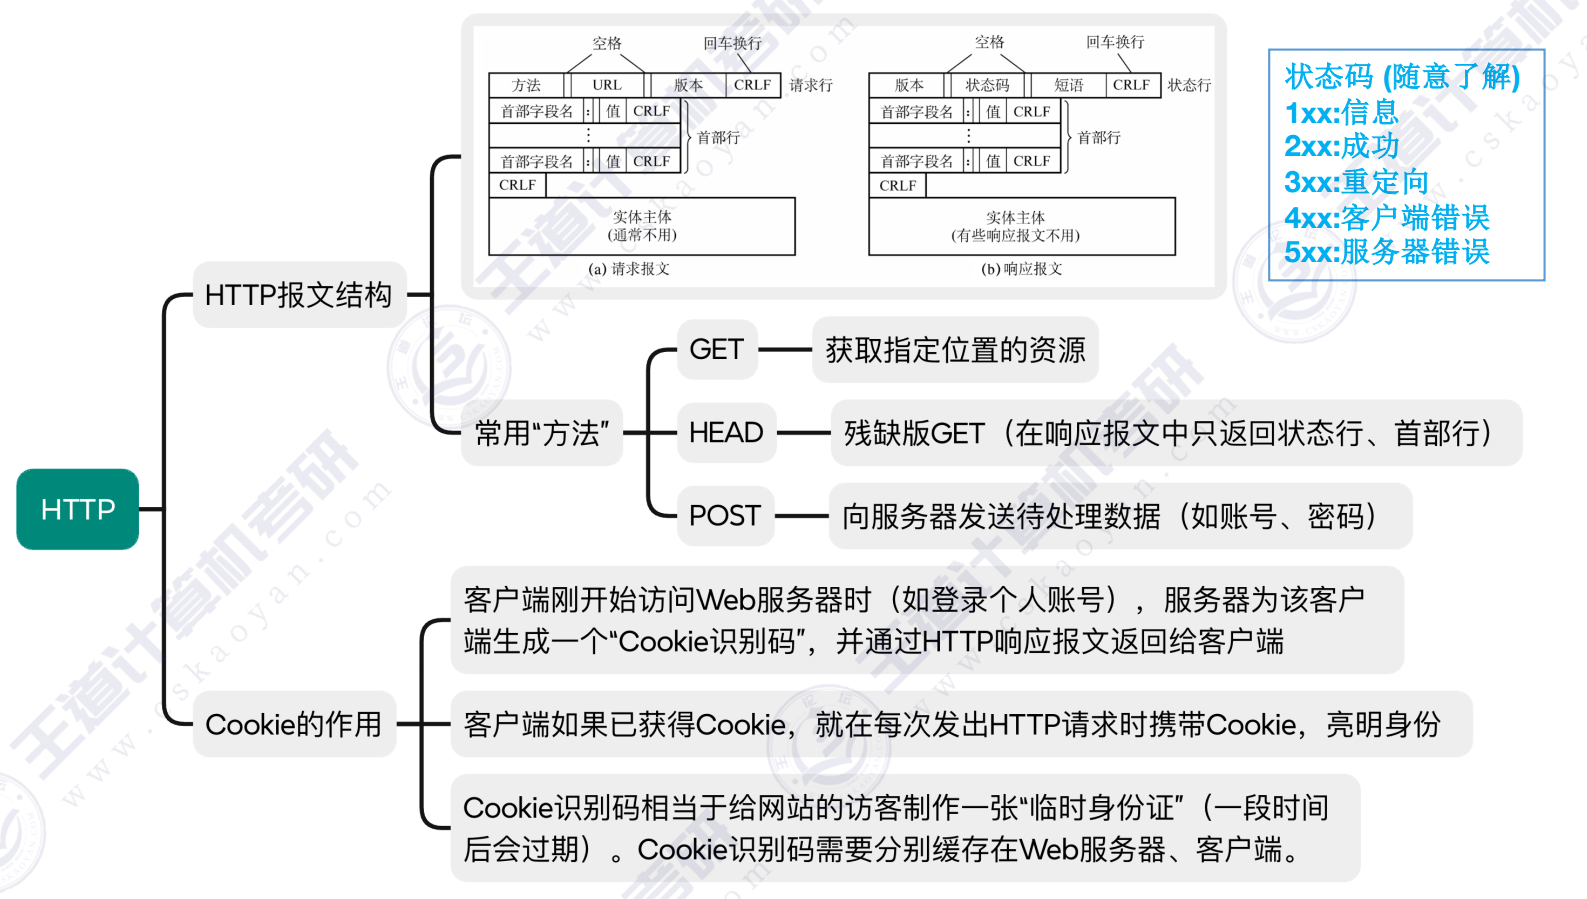 空格
回车换行
方法 URL 版本 CRLF 请求行
首部字段名 : 值 CRLF
⋮
首部行
首部字段名 : 值 CRLF
CRLF
实体主体
(通常不用)
(a) 请求报文
空格
回车换行
版本 状态码 短语 CRLF 状态行
首部字段名 : 值 CRLF
⋮
首部行
首部字段名 : 值 CRLF
CRLF
实体主体
(有些响应报文不用)
(b) 响应报文
状态码 (随意了解)
1xx:信息
2xx:成功
3xx:重定向
4xx:客户端错误
5xx:服务器错误
HTTP
HTTP报文结构
常用“方法”
GET
获取指定位置的资源
HEAD
残缺版GET（在响应报文中只返回状态行、首部行）
POST
向服务器发送待处理数据（如账号、密码）
Cookie的作用
客户端刚开始访问Web服务器时（如登录个人账号），服务器为该客户
端生成一个“Cookie识别码”，并通过HTTP响应报文返回给客户端
客户端如果已获得Cookie，就在每次发出HTTP请求时携带Cookie，亮明身份
Cookie识别码相当于给网站的访客制作一张“临时身份证”（一段时间
后会过期）。Cookie识别码需要分别缓存在Web服务器、客户端。
王道计算机考研
www.cskaoyan.com